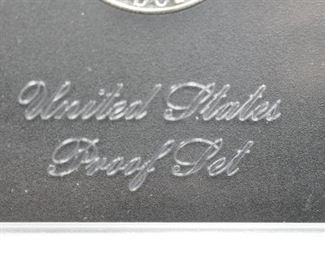 United States
Proof Set